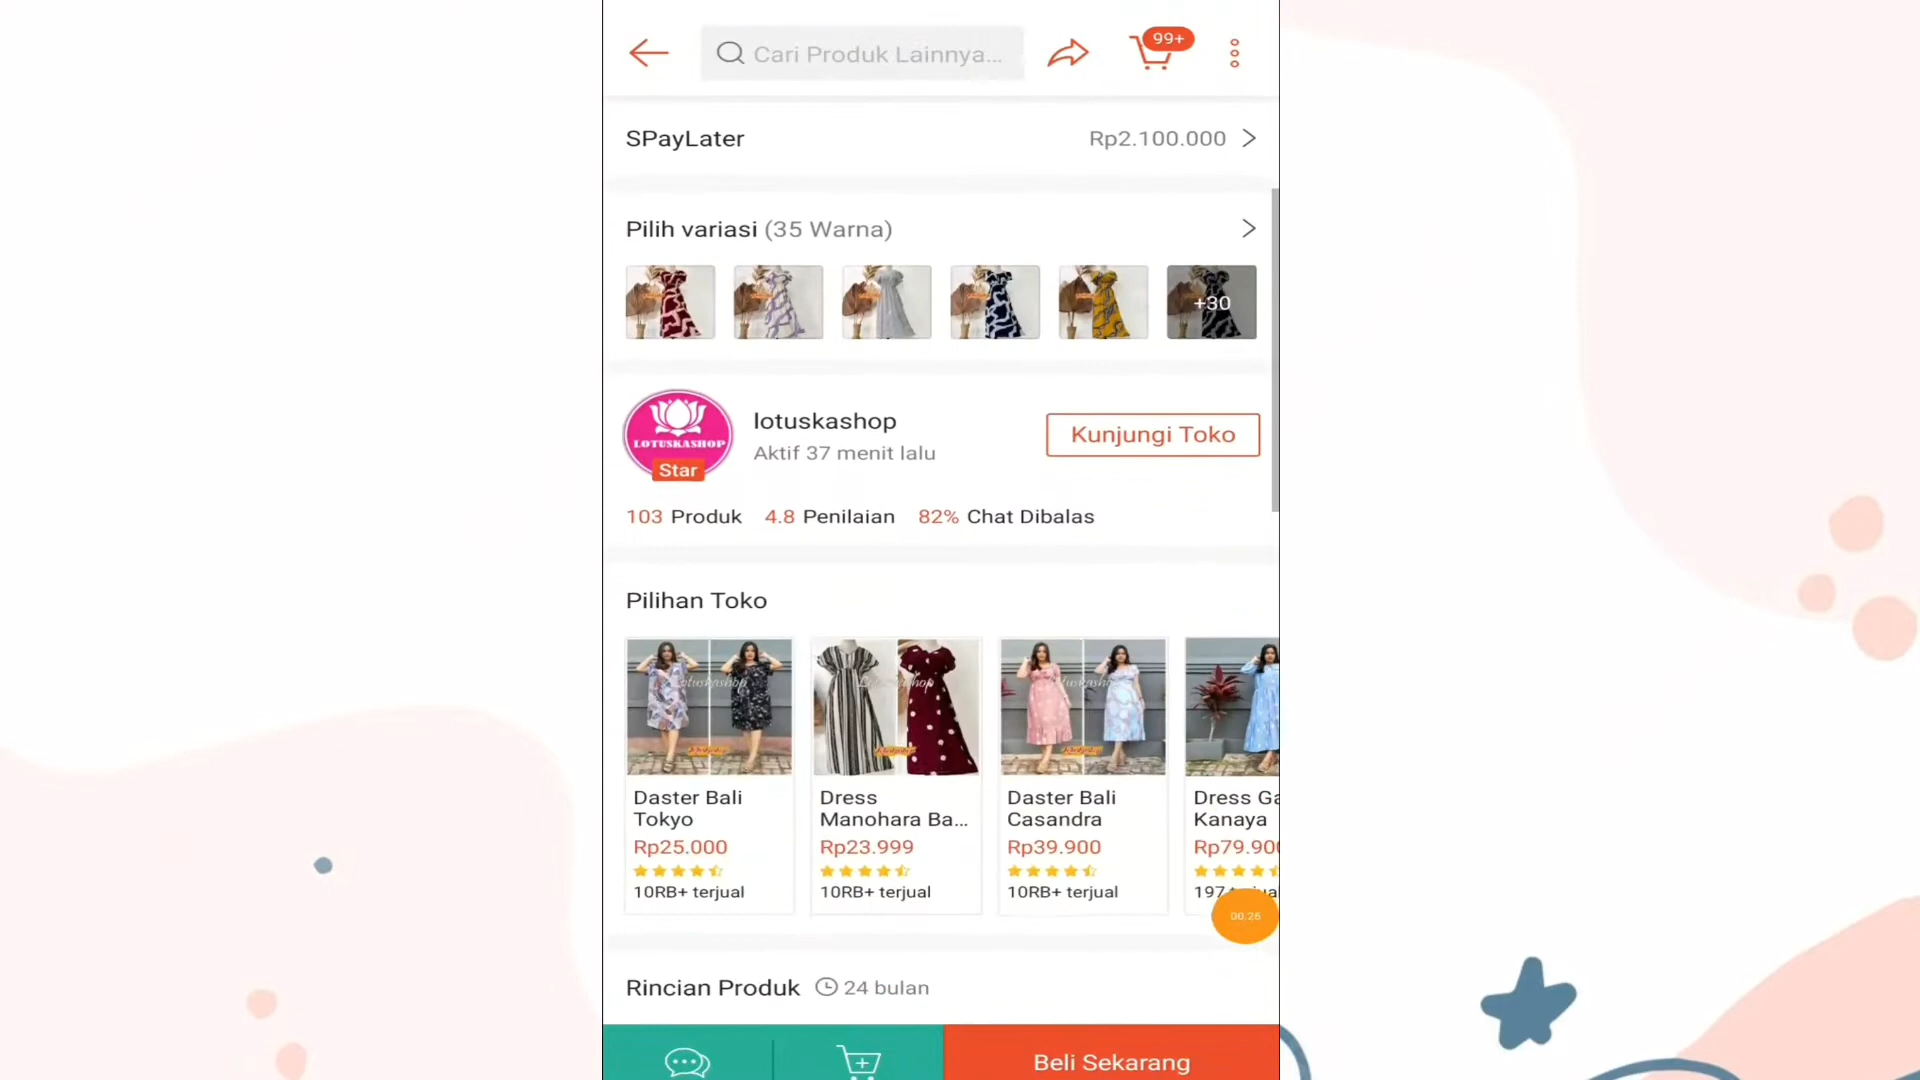 Cari Produk Lainnya...
99+
SPayLater
Rp2.100.000
Pilih variasi (35 Warna)
+30
LOTUSKASHOP
Star
lotuskashop
Aktif 37 menit lalu
Kunjungi Toko
103 Produk
4.8 Penilaian
82% Chat Dibalas
Pilihan Toko
Daster Bali
Tokyo
Rp25.000
10RB+ terjual
Dress
Manohara Ba...
Rp23.999
10RB+ terjual
Daster Bali
Casandra
Rp39.900
10RB+ terjual
Dress Ga
Kanaya
Rp79.90
197
00:26
Rincian Produk
24 bulan
Beli Sekarang